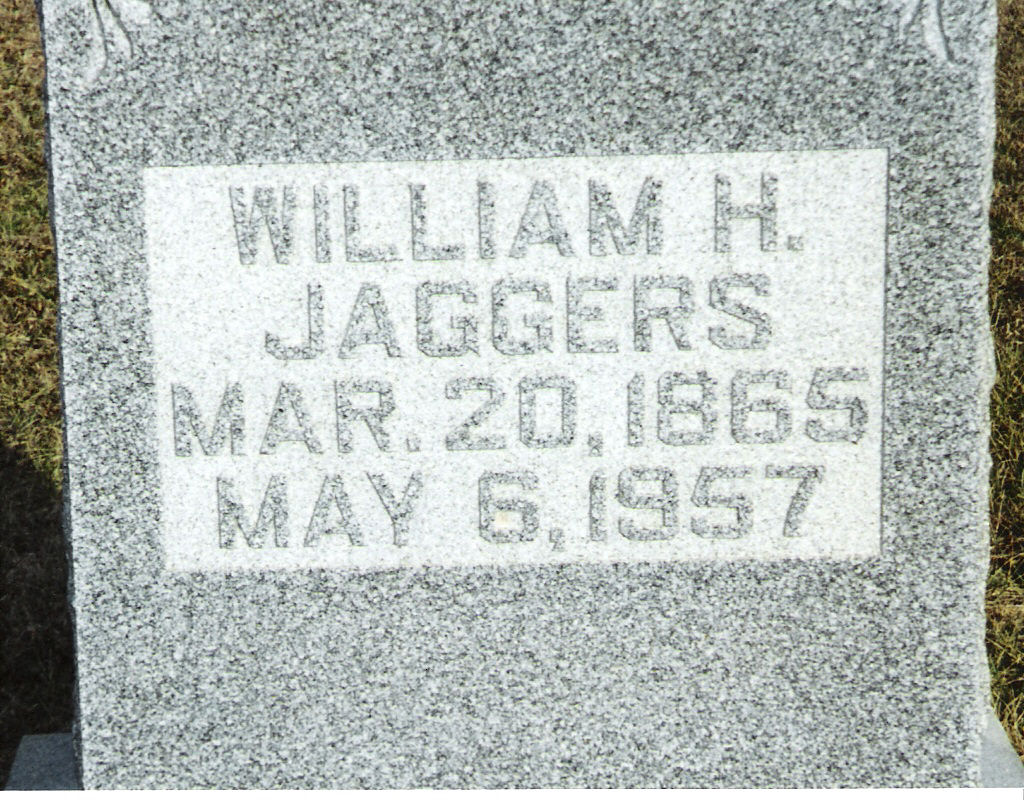 WILLIAM H.
JAGGERS
MAR. 20, 1865
MAY 6, 1957